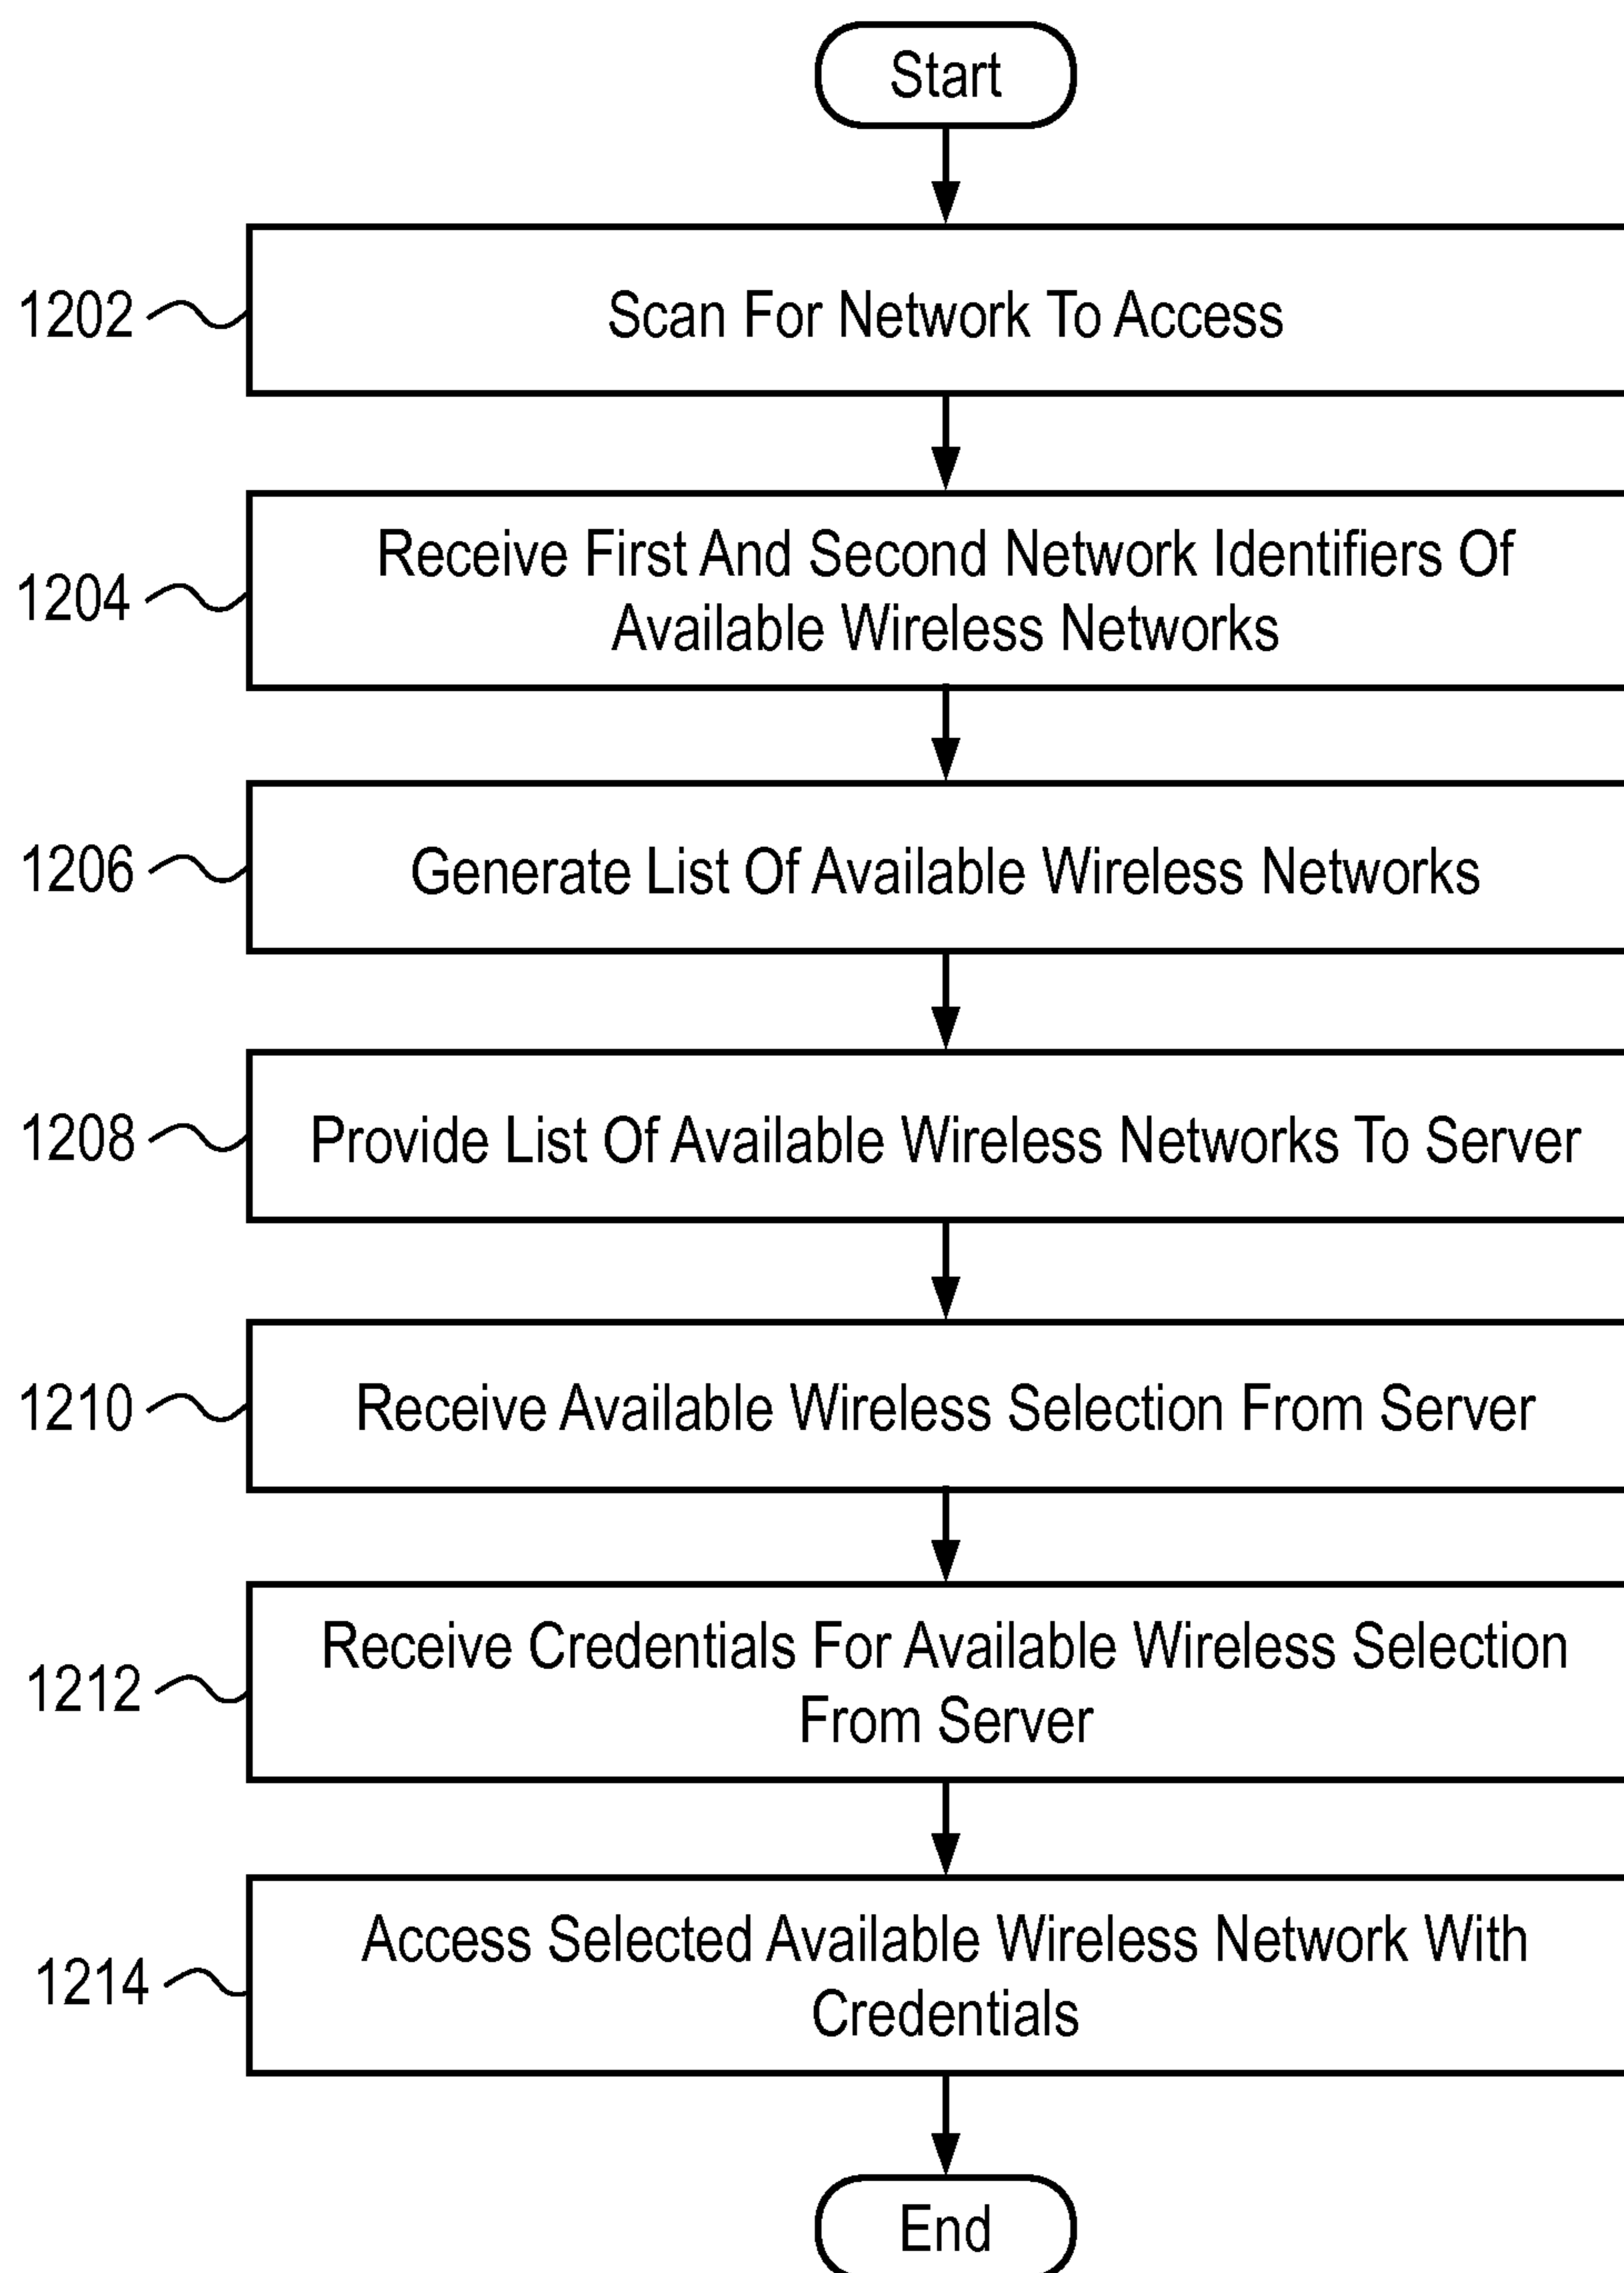 Start
1202
Scan For Network To Access
1204
Receive First And Second Network Identifiers Of
Available Wireless Networks
1206
Generate List Of Available Wireless Networks
1208
Provide List Of Available Wireless Networks To Server
1210
Receive Available Wireless Selection From Server
1212
Receive Credentials For Available Wireless Selection
From Server
1214
Access Selected Available Wireless Network With
Credentials
End